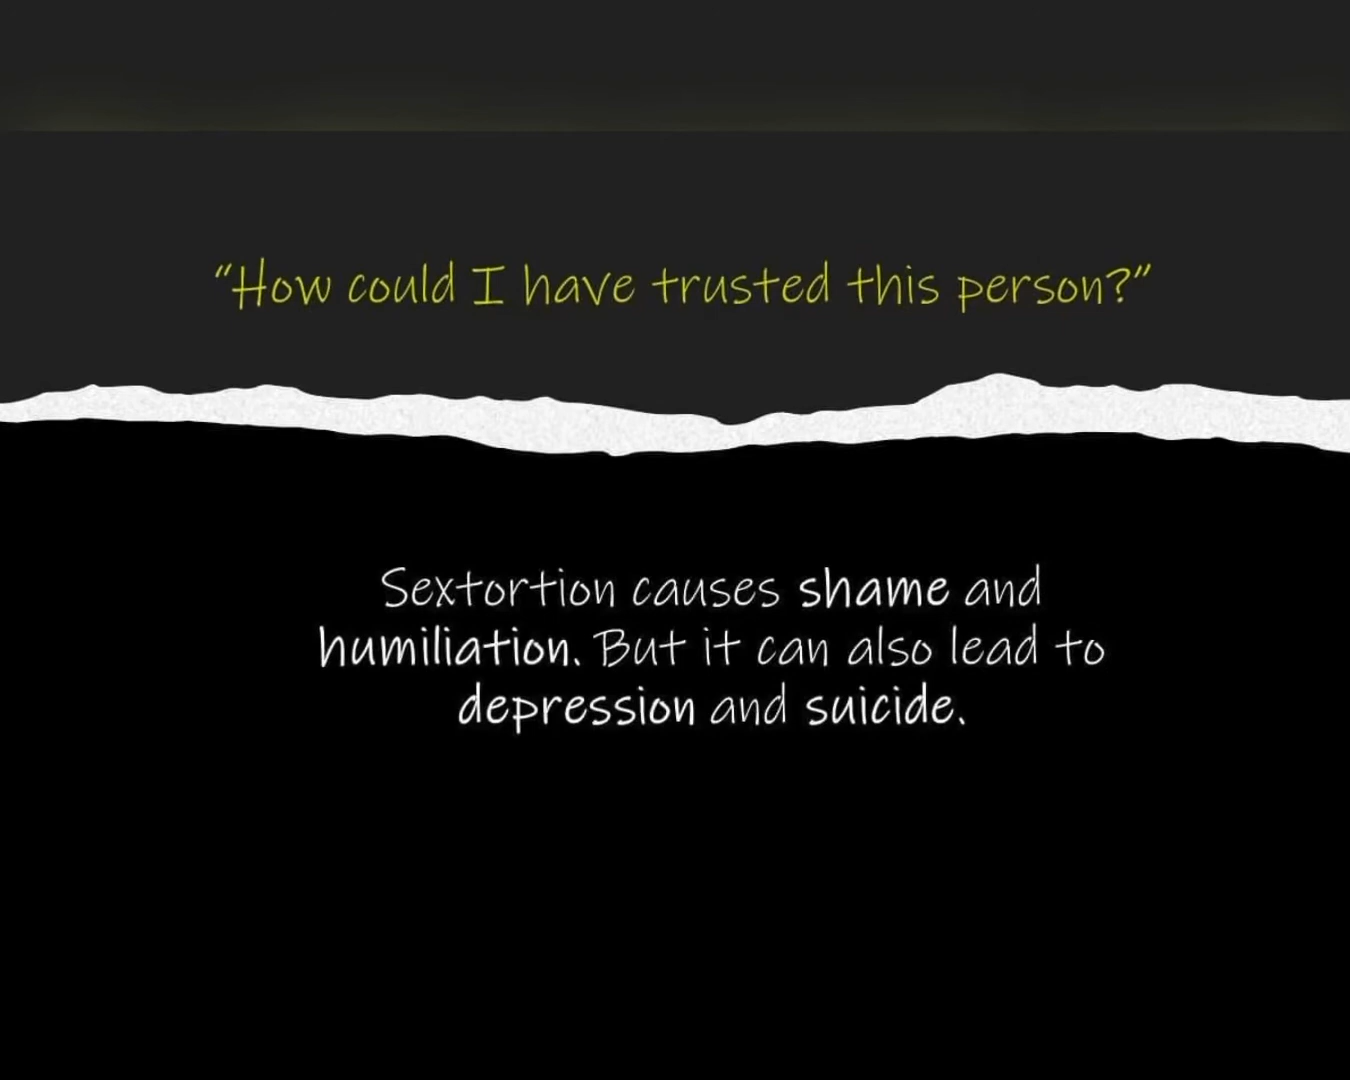 “How could I have trusted this person?”
Sextortion causes shame and
humiliation. But it can also lead to
depression and suicide.